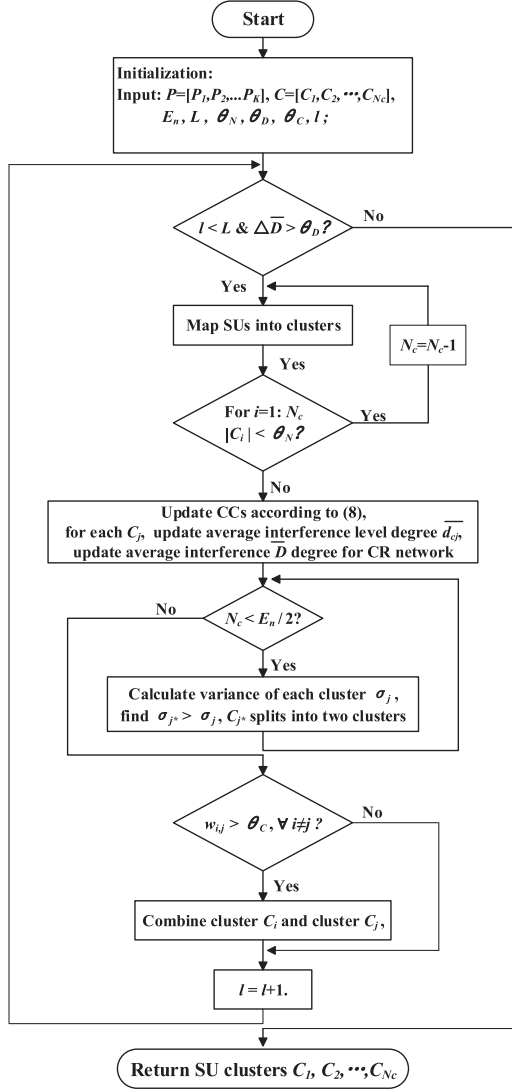 Start
Initialization:
Input: P=[P1,P2,...PK], C=[C1,C2,⋯,CNc],
En, L, θN, θD, θC, l;
l < L & △D̅ > θD?
No
Yes
Map SUs into clusters
Nc=Nc-1
Yes
For i=1: Nc
|Ci| < θN?
Yes
No
Update CCs according to (8),
for each Cj, update average interference level degree d̅cj,
update average interference D̅ degree for CR network
No
Nc < En/2?
Yes
Calculate variance of each cluster σj,
find σj* > σj, Cj* splits into two clusters
wi,j > θC, ∀ i≠j ?
No
Yes
Combine cluster Ci and cluster Cj,
l = l+1.
Return SU clusters C1, C2, ⋯,CNc